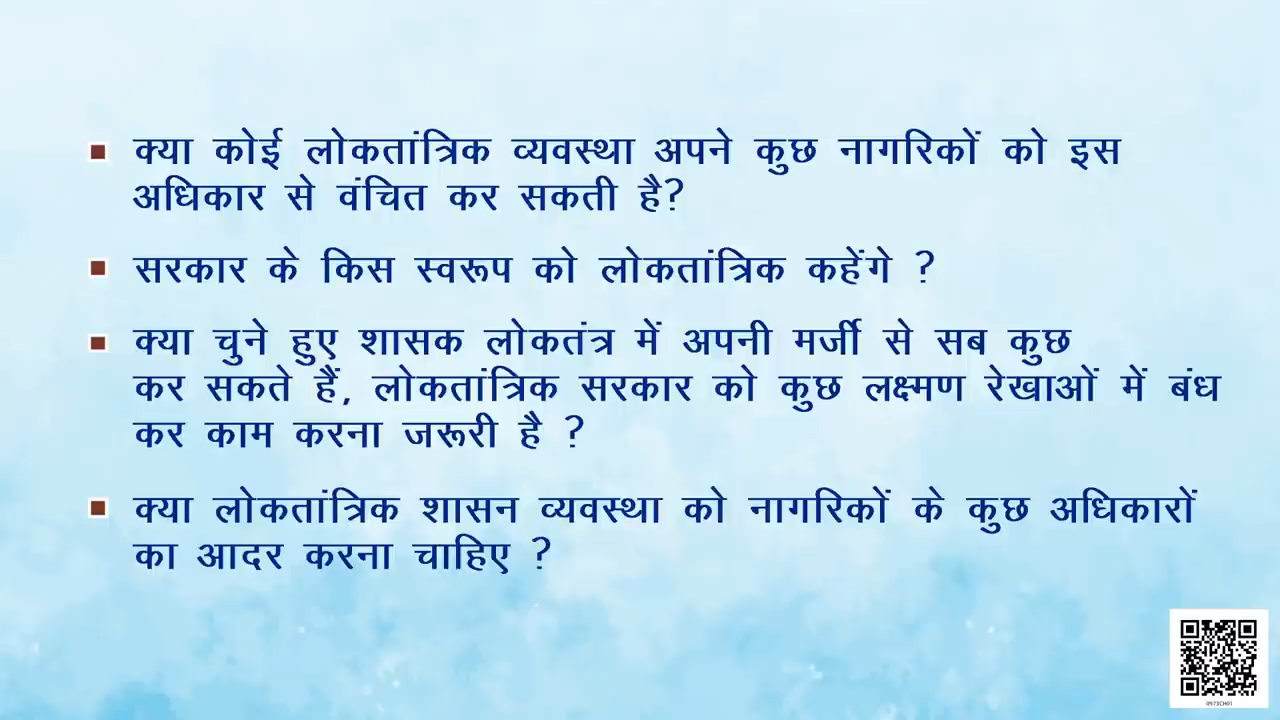 क्या कोई लोकतांत्रिक व्यवस्था अपने कुछ नागरिकों को इस
अधिकार से वंचित कर सकती है?
सरकार के किस स्वरूप को लोकतांत्रिक कहेंगे ?
क्या चुने हुए शासक लोकतंत्र में अपनी मर्जी से सब कुछ
कर सकते हैं, लोकतांत्रिक सरकार को कुछ लक्ष्मण रेखाओं में बंध
कर काम करना जरूरी है ?
क्या लोकतांत्रिक शासन व्यवस्था को नागरिकों के कुछ अधिकारों
का आदर करना चाहिए ?
0973CH01